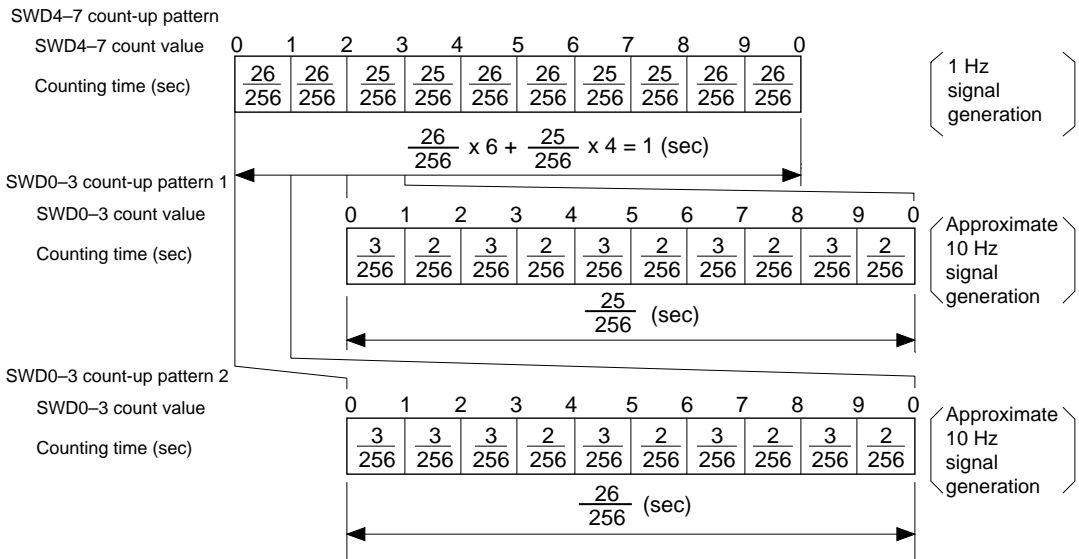 SWD4–7 count-up pattern
SWD4–7 count value 0 1 2 3 4 5 6 7 8 9 0
Counting time (sec) 26/256 26/256 25/256 25/256 26/256 26/256 25/256 25/256 26/256 26/256
1 Hz
signal
generation
26/256 x 6 + 25/256 x 4 = 1 (sec)
SWD0–3 count-up pattern 1
SWD0–3 count value 0 1 2 3 4 5 6 7 8 9 0
Counting time (sec) 3/256 2/256 3/256 2/256 3/256 2/256 3/256 2/256 3/256 2/256
Approximate
10 Hz
signal
generation
25/256 (sec)
SWD0–3 count-up pattern 2
SWD0–3 count value 0 1 2 3 4 5 6 7 8 9 0
Counting time (sec) 3/256 3/256 3/256 2/256 3/256 2/256 3/256 2/256 3/256 2/256
Approximate
10 Hz
signal
generation
26/256 (sec)